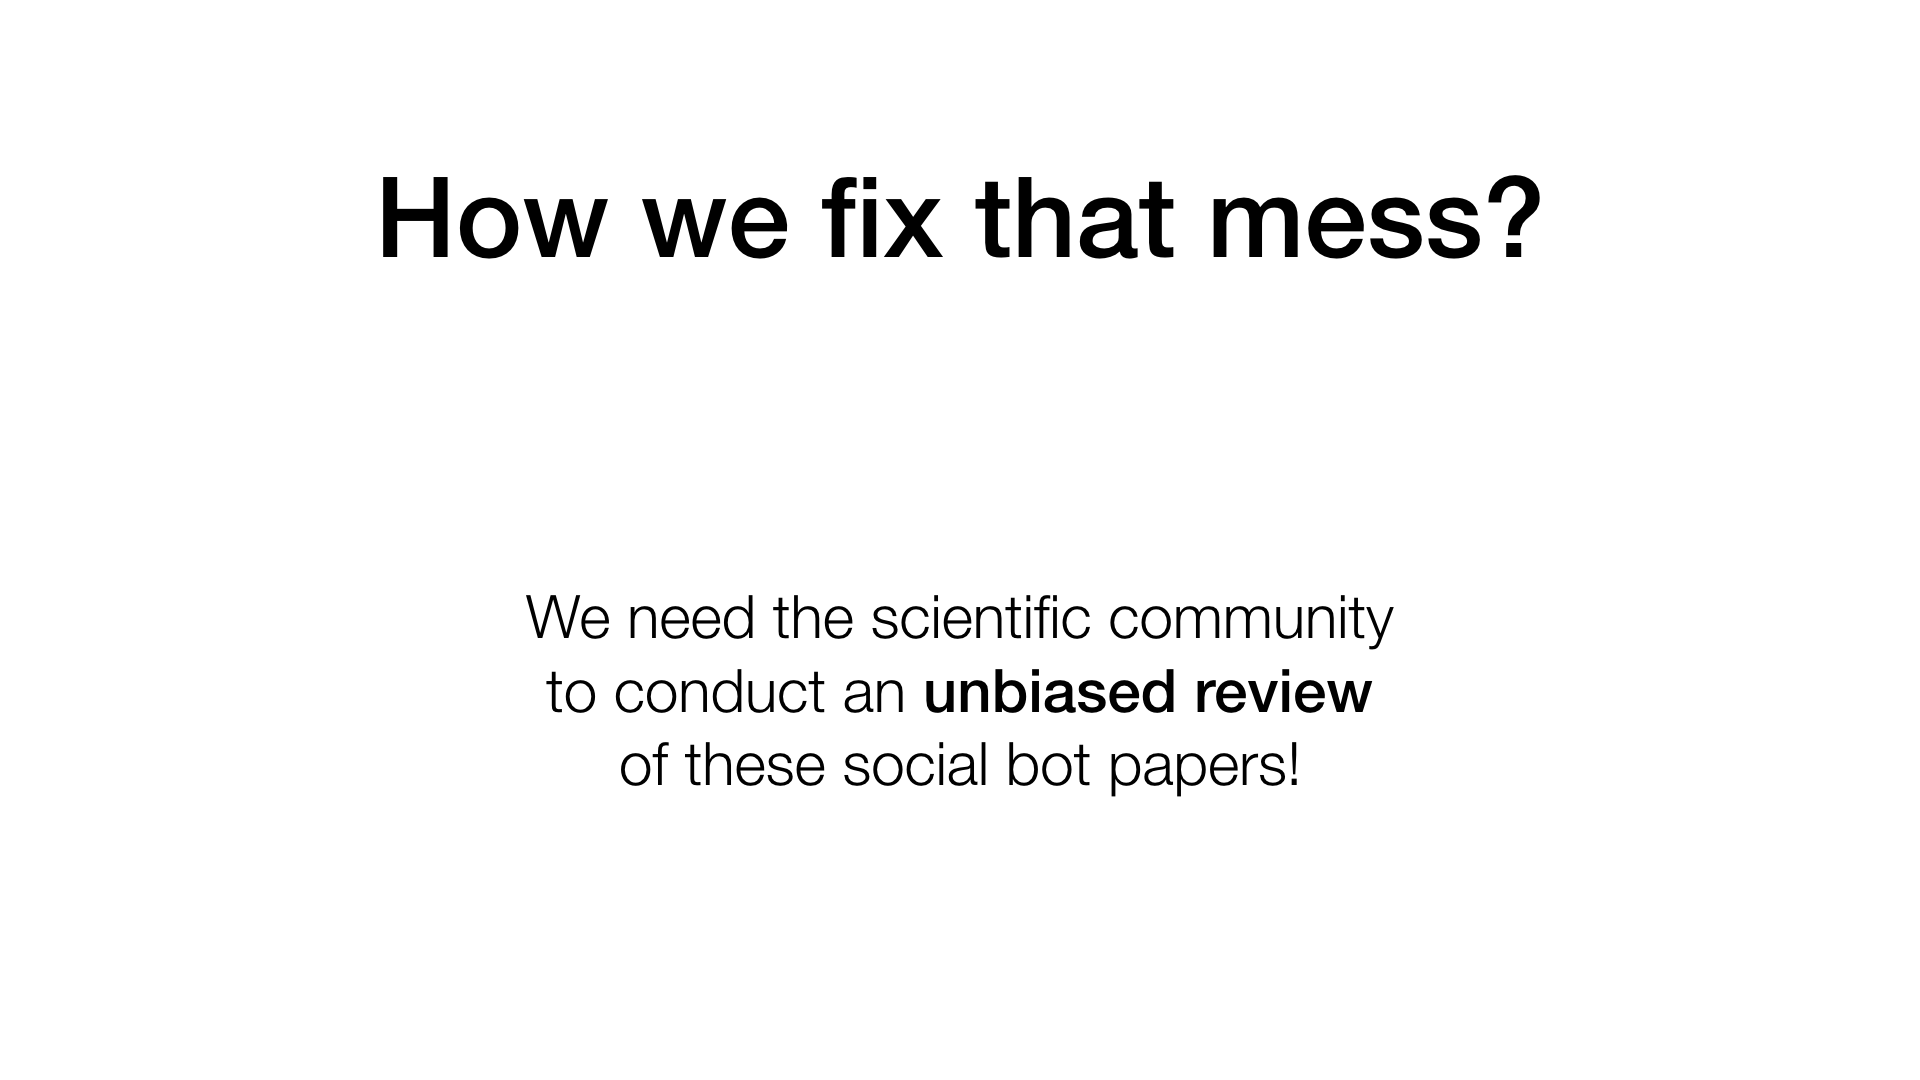 How we fix that mess?
We need the scientific community
to conduct an unbiased review
of these social bot papers!